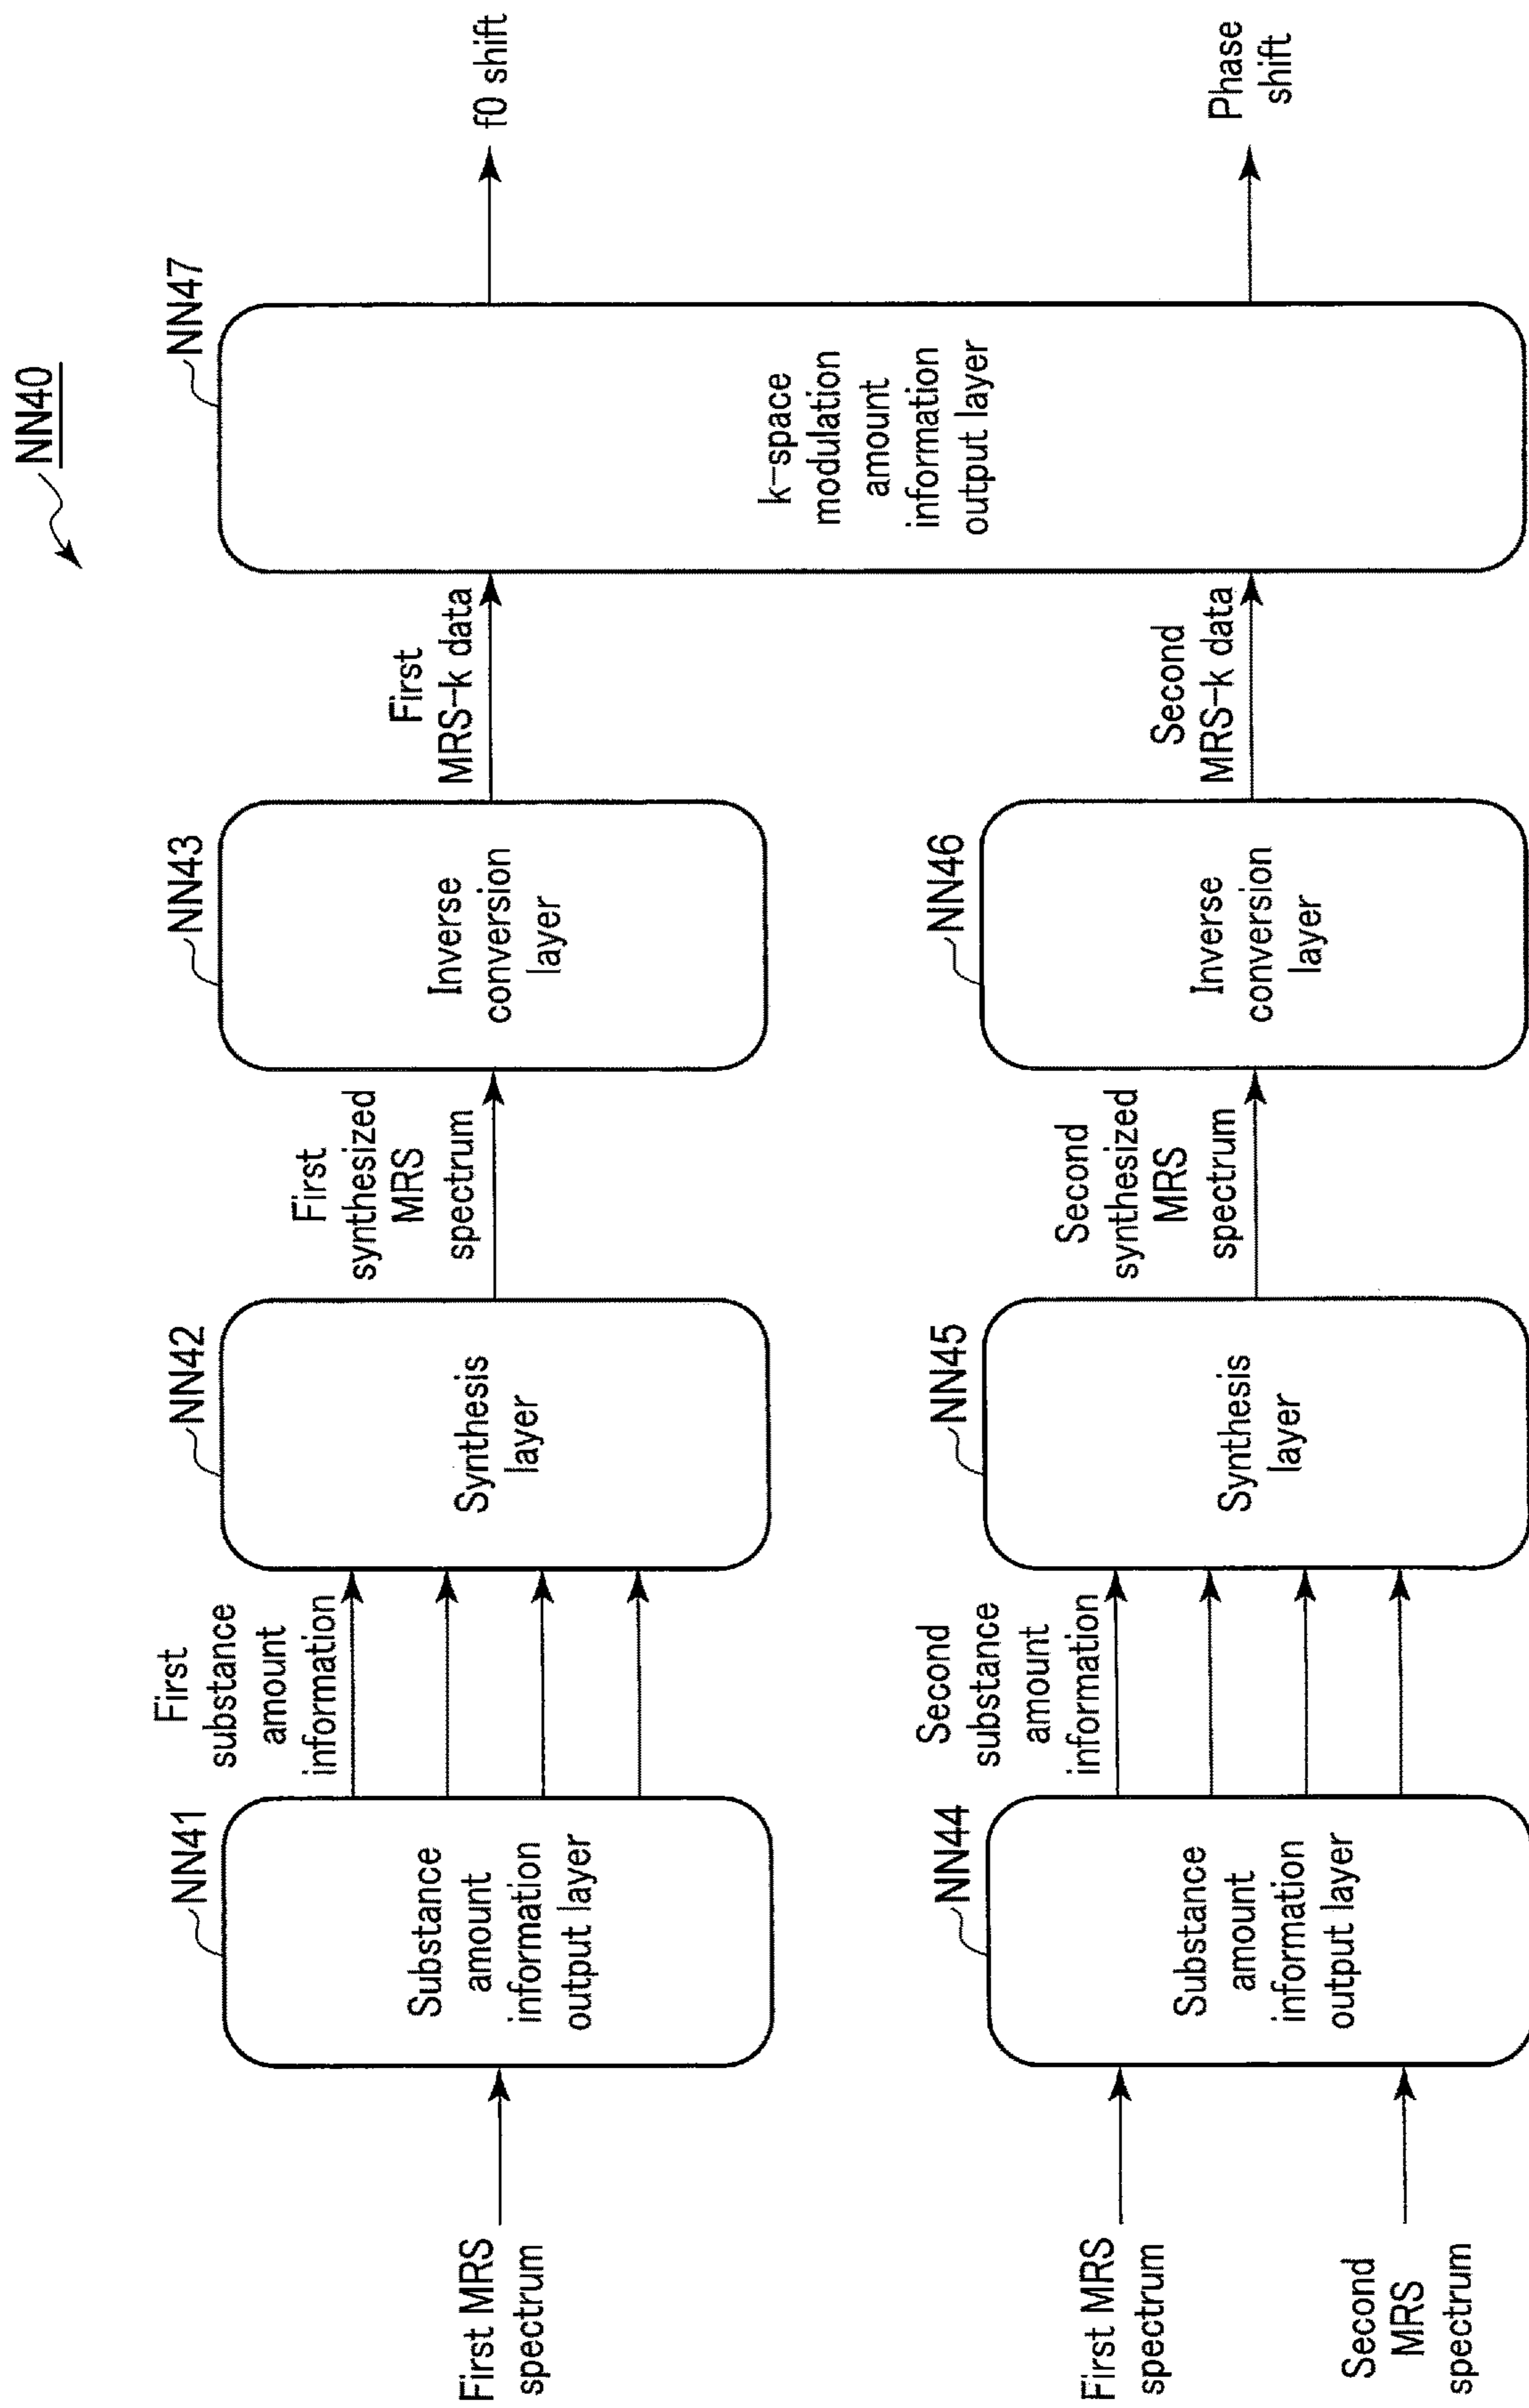 NN40
First MRS
spectrum
NN41
Substance
amount
information
output layer
First
substance
amount
information
NN42
Synthesis
layer
First
synthesized
MRS
spectrum
NN43
Inverse
conversion
layer
First
MRS-k data
NN47
k-space
modulation
amount
information
output layer
f0 shift
Phase
shift
First MRS
spectrum
Second
MRS
spectrum
NN44
Substance
amount
information
output layer
Second
substance
amount
information
NN45
Synthesis
layer
Second
synthesized
MRS
spectrum
NN46
Inverse
conversion
layer
Second
MRS-k data